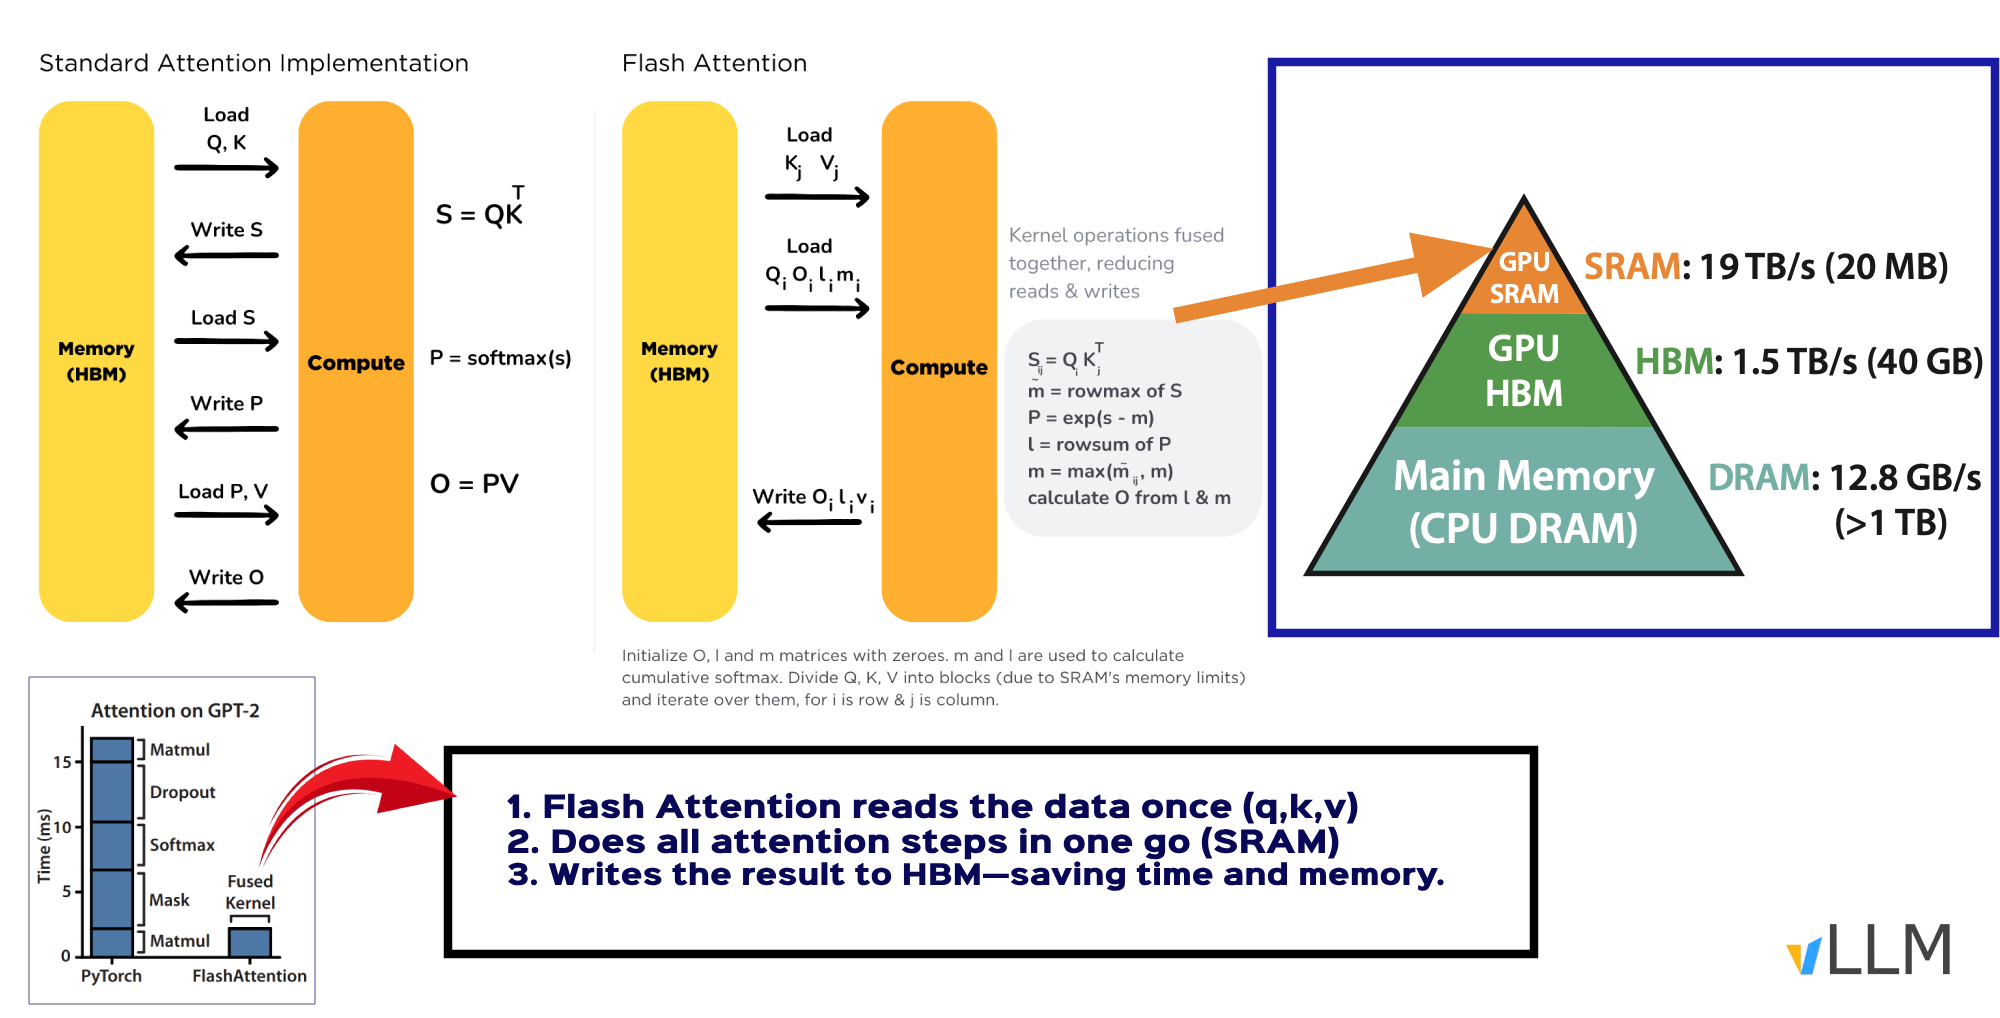 Standard Attention Implementation
Memory
(HBM)
Load
Q, K
Write S
Load S
Write P
Load P, V
Write O
Compute
S = QK^T
P = softmax(s)
O = PV
Flash Attention
Memory
(HBM)
Load
K_j V_j
Load
Q_i O_i l_i m_i
Write O_i l_i v_i
Compute
Kernel operations fused
together, reducing
reads & writes
S_ij = Q_i K_j^T
m̃ = rowmax of S
P = exp(s - m)
l = rowsum of P
m = max(m̃_ij, m)
calculate O from l & m
Initialize O, l and m matrices with zeroes. m and l are used to calculate
cumulative softmax. Divide Q, K, V into blocks (due to SRAM's memory limits)
and iterate over them, for i is row & j is column.
GPU
SRAM
SRAM: 19 TB/s (20 MB)
GPU
HBM
HBM: 1.5 TB/s (40 GB)
Main Memory
(CPU DRAM)
DRAM: 12.8 GB/s
(>1 TB)
Attention on GPT-2
Time (ms)
15
10
5
0
Matmul
Dropout
Softmax
Mask
Matmul
Fused
Kernel
PyTorch
FlashAttention
1. Flash Attention reads the data once (q,k,v)
2. Does all attention steps in one go (SRAM)
3. Writes the result to HBM—saving time and memory.
vLLM